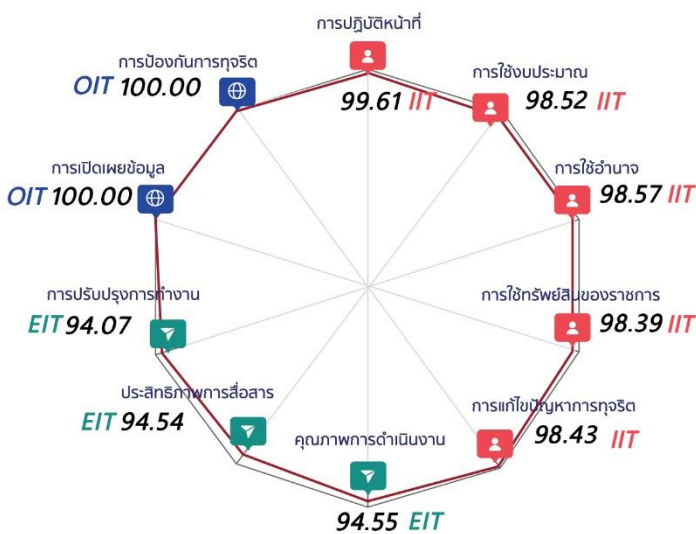 การปฏิบัติหน้าที่
99.61 IIT
การใช้งบประมาณ
98.52 IIT
การใช้อำนาจ
98.57 IIT
การใช้ทรัพย์สินของราชการ
98.39 IIT
การแก้ไขปัญหาการทุจริต
98.43 IIT
คุณภาพการดำเนินงาน
94.55 EIT
ประสิทธิภาพการสื่อสาร
EIT 94.54
การปรับปรุงการทำงาน
EIT 94.07
การเปิดเผยข้อมูล
OIT 100.00
การป้องกันการทุจริต
OIT 100.00